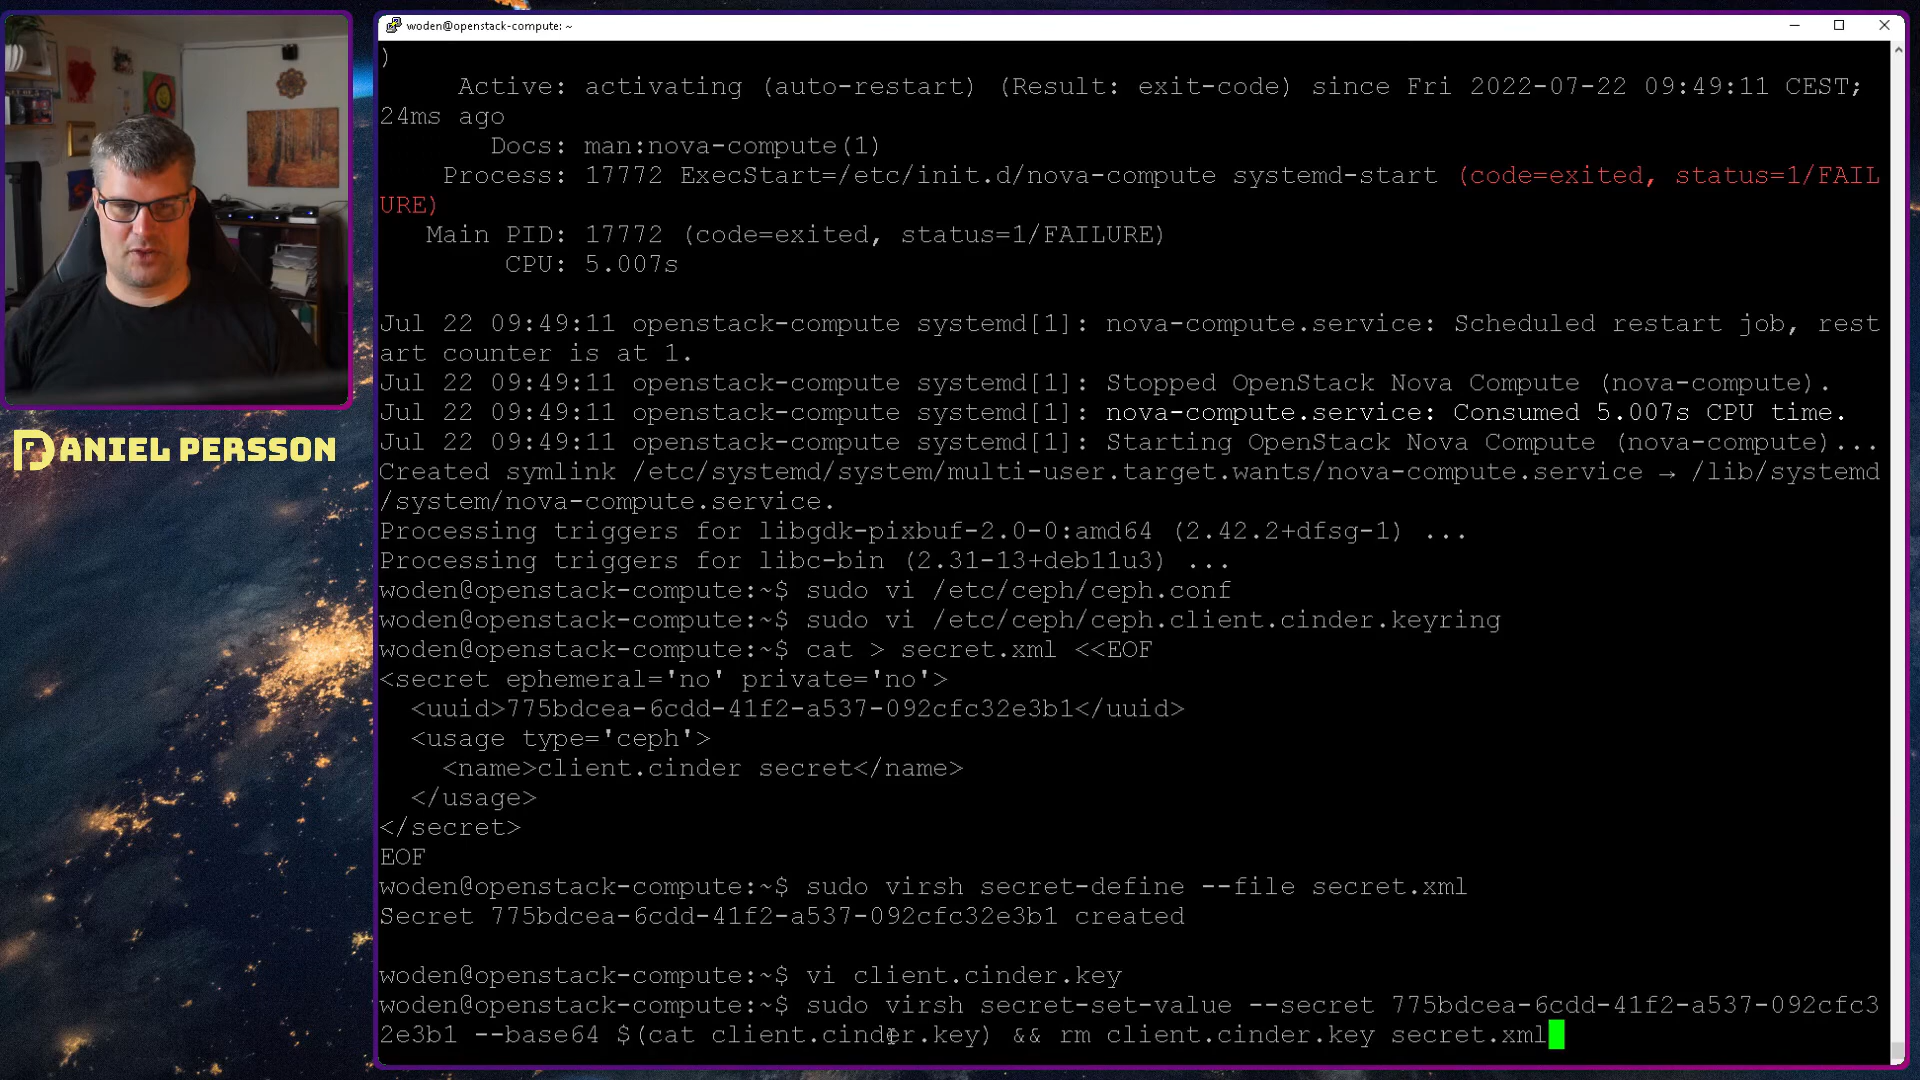 woden@openstack-compute: ~
)
Active: activating (auto-restart) (Result: exit-code) since Fri 2022-07-22 09:49:11 CEST;
24ms ago
Docs: man:nova-compute(1)
Process: 17772 ExecStart=/etc/init.d/nova-compute systemd-start (code=exited, status=1/FAIL
URE)
Main PID: 17772 (code=exited, status=1/FAILURE)
CPU: 5.007s
Jul 22 09:49:11 openstack-compute systemd[1]: nova-compute.service: Scheduled restart job, rest
art counter is at 1.
Jul 22 09:49:11 openstack-compute systemd[1]: Stopped OpenStack Nova Compute (nova-compute).
Jul 22 09:49:11 openstack-compute systemd[1]: nova-compute.service: Consumed 5.007s CPU time.
Jul 22 09:49:11 openstack-compute systemd[1]: Starting OpenStack Nova Compute (nova-compute)...
Created symlink /etc/systemd/system/multi-user.target.wants/nova-compute.service → /lib/systemd
/system/nova-compute.service.
Processing triggers for libgdk-pixbuf-2.0-0:amd64 (2.42.2+dfsg-1) ...
Processing triggers for libc-bin (2.31-13+deb11u3) ...
woden@openstack-compute:~$ sudo vi /etc/ceph/ceph.conf
woden@openstack-compute:~$ sudo vi /etc/ceph/ceph.client.cinder.keyring
woden@openstack-compute:~$ cat > secret.xml <<EOF
<secret ephemeral='no' private='no'>
<uuid>775bdcea-6cdd-41f2-a537-092cfc32e3b1</uuid>
<usage type='ceph'>
<name>client.cinder secret</name>
</usage>
</secret>
EOF
woden@openstack-compute:~$ sudo virsh secret-define --file secret.xml
Secret 775bdcea-6cdd-41f2-a537-092cfc32e3b1 created
woden@openstack-compute:~$ vi client.cinder.key
woden@openstack-compute:~$ sudo virsh secret-set-value --secret 775bdcea-6cdd-41f2-a537-092cfc3
2e3b1 --base64 $(cat client.cinder.key) && rm client.cinder.key secret.xml
DANIEL PERSSON